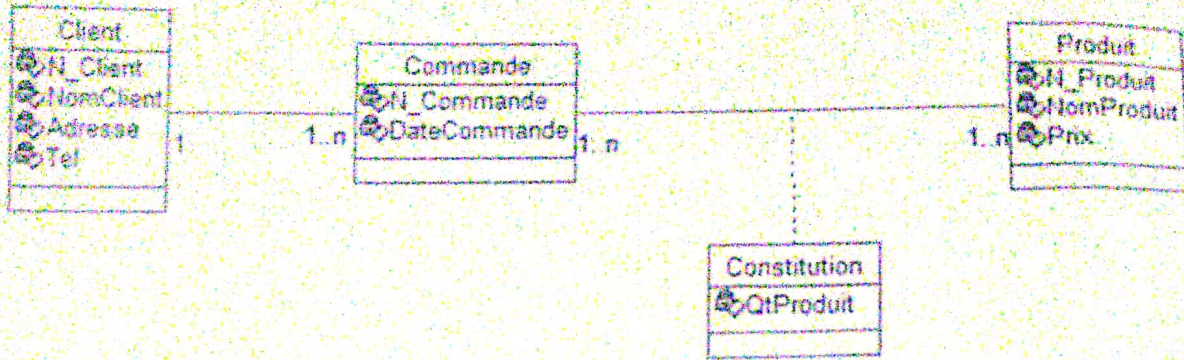 Client
N_Client
NomClient
Adresse
Tel
1
1..n
Commande
N_Commande
DateCommande
1..n
1..n
Produit
N_Produit
NomProduit
Prix
Constitution
QtProduit